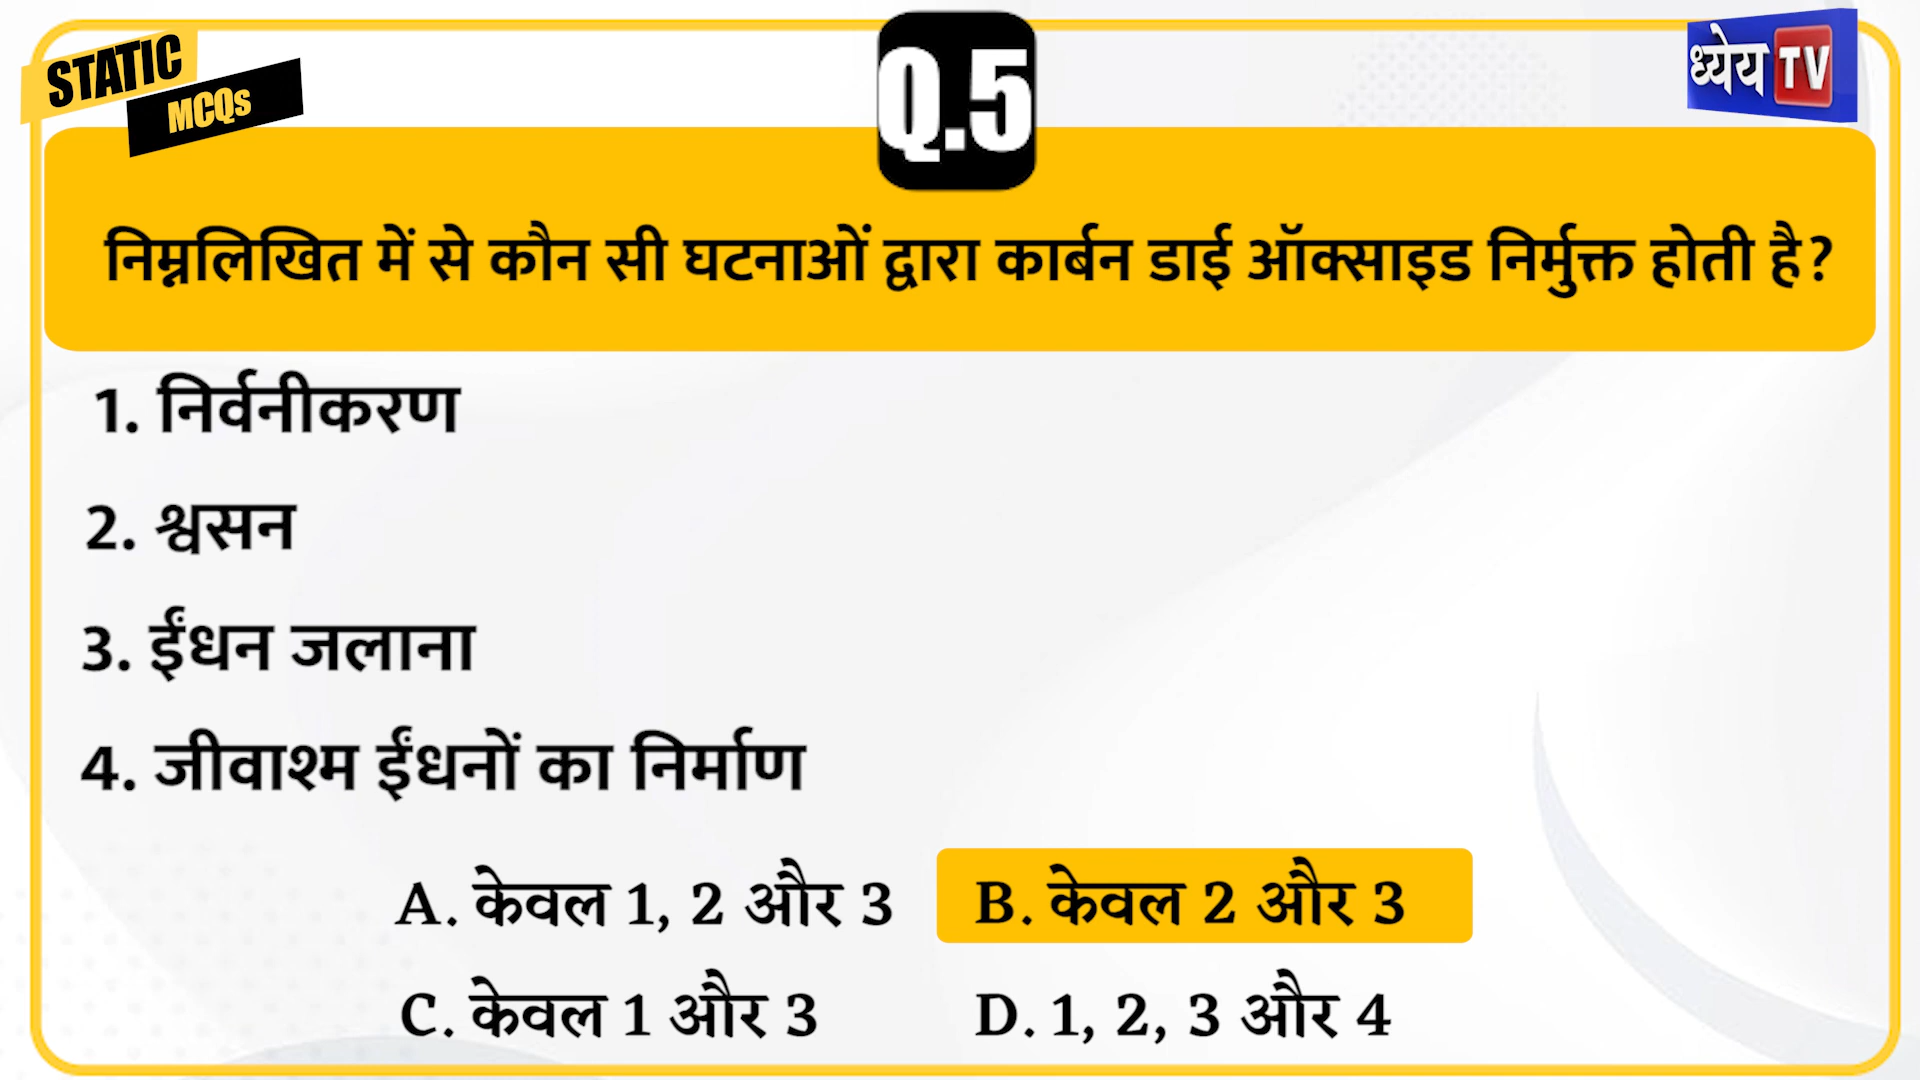 STATIC
MCQs
Q.5
ध्येय TV
निम्नलिखित में से कौन सी घटनाओं द्वारा कार्बन डाई ऑक्साइड निर्मुक्त होती है?
1. निर्वनीकरण
2. श्वसन
3. ईंधन जलाना
4. जीवाश्म ईंधनों का निर्माण
A. केवल 1, 2 और 3
B. केवल 2 और 3
C. केवल 1 और 3
D. 1, 2, 3 और 4